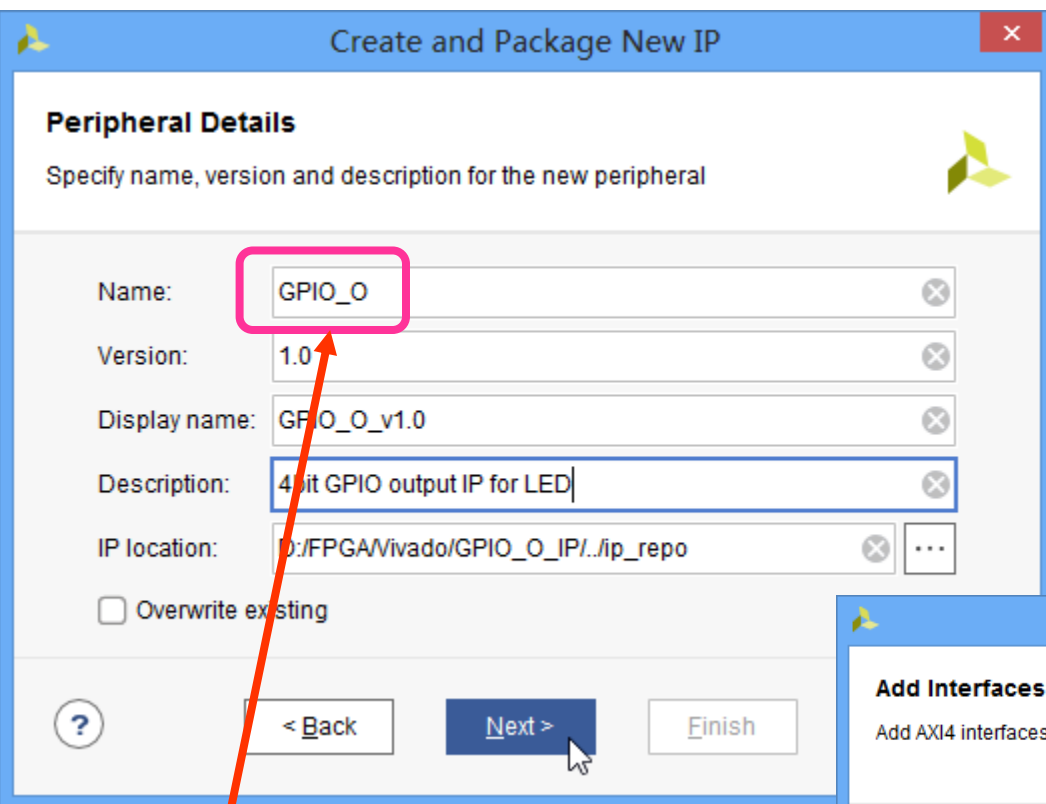 Create and Package New IP
Peripheral Details
Specify name, version and description for the new peripheral
Name: GPIO_O
Version: 1.0
Display name: GPIO_O_v1.0
Description: 4bit GPIO output IP for LED
IP location: D:/FPGA/Vivado/GPIO_O_IP/../ip_repo ...
Overwrite existing
? < Back Next > Finish
Add Interfaces
Add AXI4 interfaces